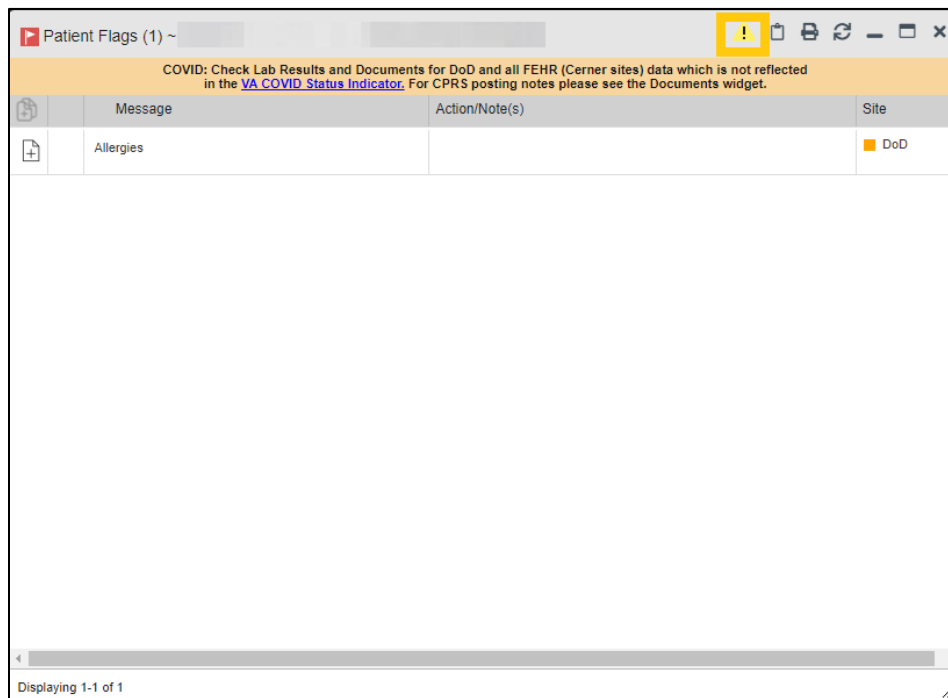 Patient Flags (1) ~
COVID: Check Lab Results and Documents for DoD and all FEHR (Cerner sites) data which is not reflected
in the VA COVID Status Indicator. For CPRS posting notes please see the Documents widget.
Message Action/Note(s) Site
Allergies DoD
Displaying 1-1 of 1